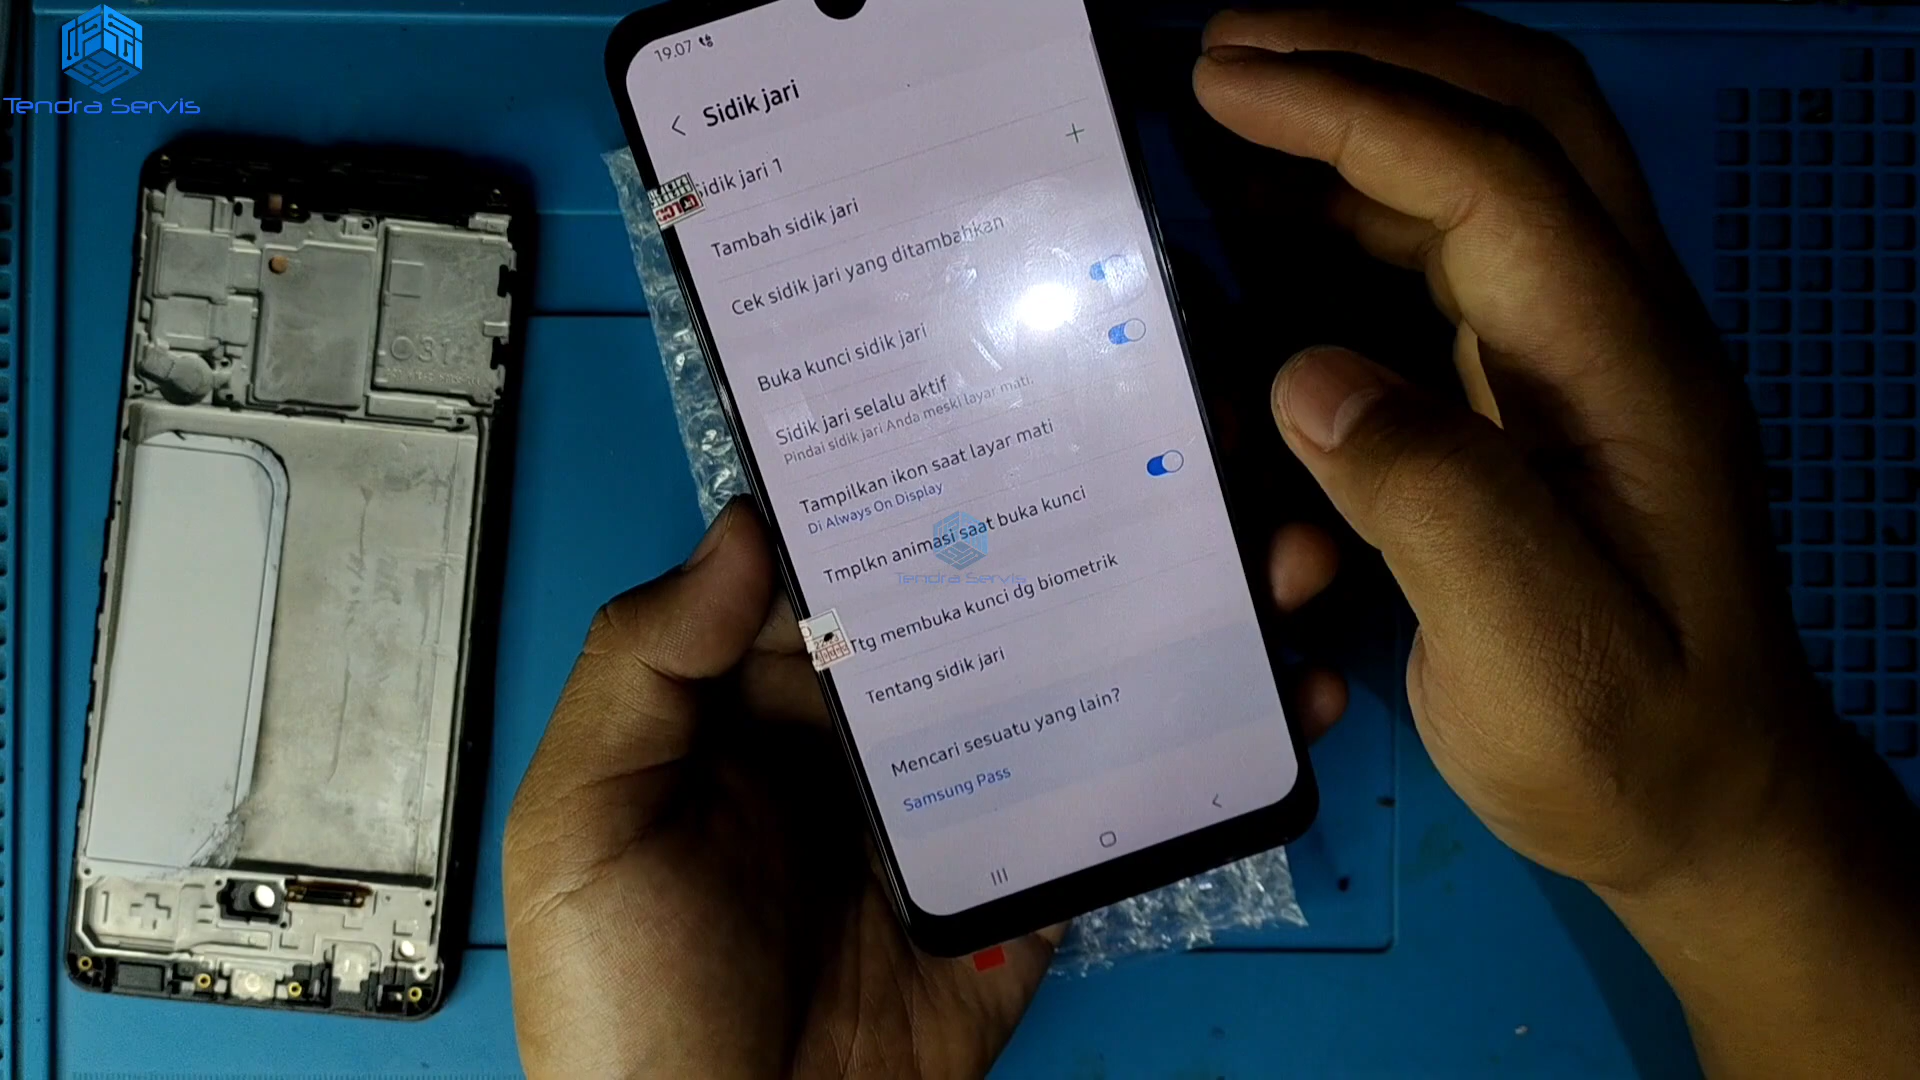 Tendra Servis
19.07
Sidik jari
Sidik jari 1
Tambah sidik jari
Cek sidik jari yang ditambahkan
Buka kunci sidik jari
Sidik jari selalu aktif
Pindai sidik jari Anda meski layar mati.
Tampilkan ikon saat layar mati
Di Always On Display
Tmplkn animasi saat buka kunci
Tendra Servis
Ttg membuka kunci dg biometrik
Tentang sidik jari
Mencari sesuatu yang lain?
Samsung Pass